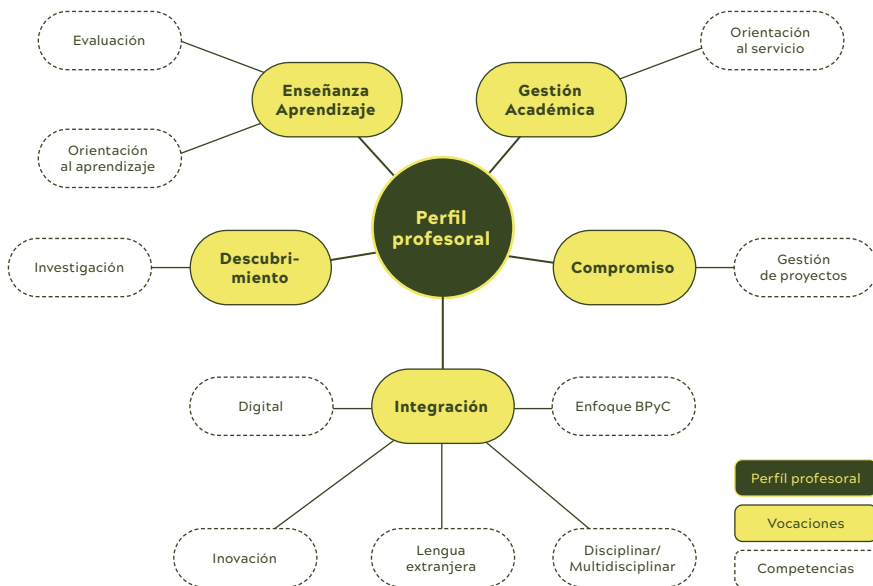 Evaluación
Orientación
al servicio
Enseñanza
Aprendizaje
Gestión
Académica
Orientación
al aprendizaje
Perfil
profesoral
Investigación
Descubri-
miento
Compromiso
Gestión
de proyectos
Digital
Integración
Enfoque BPyC
Inovación
Lengua
extranjera
Disciplinar/
Multidisciplinar
Perfíl profesoral
Vocaciones
Competencias